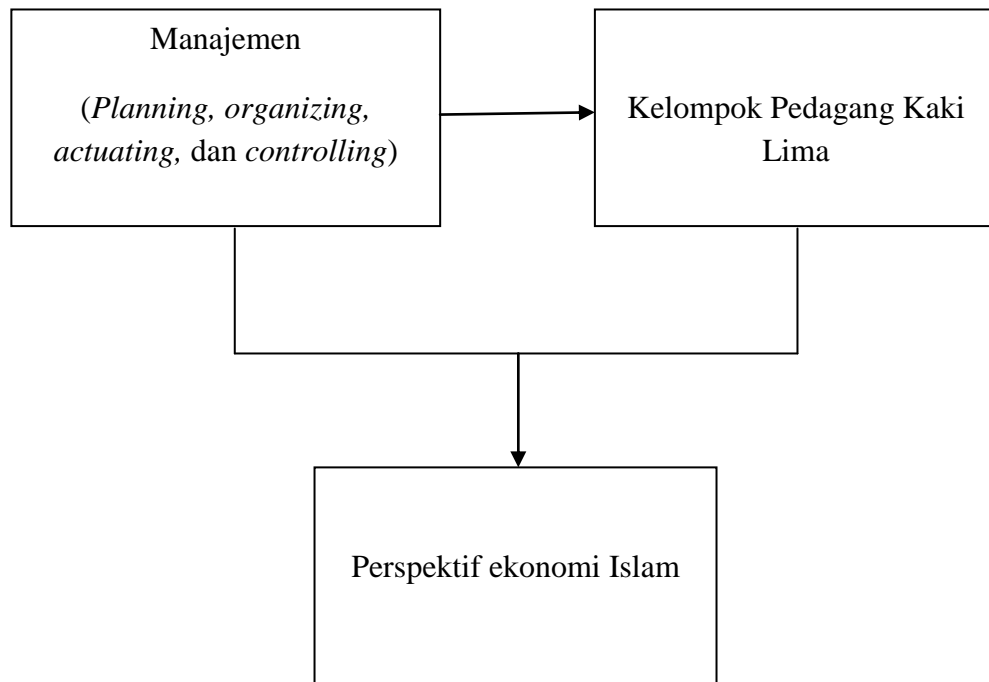 Manajemen
(Planning, organizing,
actuating, dan controlling)
Kelompok Pedagang Kaki
Lima
Perspektif ekonomi Islam